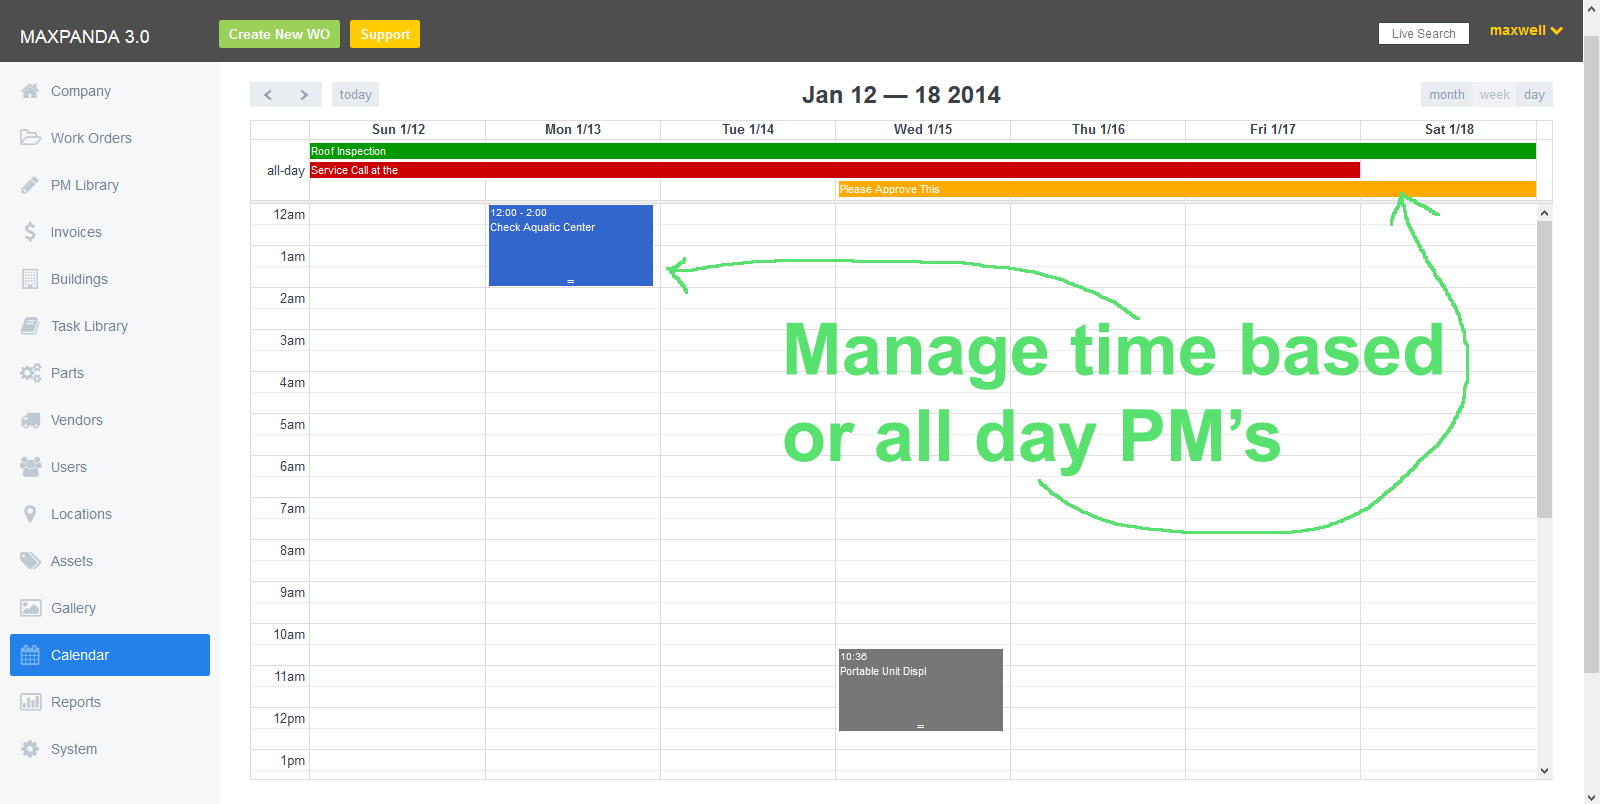 MAXPANDA 3.0
Create New WO
Support
Live Search
maxwell
Company
Work Orders
PM Library
Invoices
Buildings
Task Library
Parts
Vendors
Users
Locations
Assets
Gallery
Calendar
Reports
System
today
Jan 12 — 18 2014
month week day
Sun 1/12 Mon 1/13 Tue 1/14 Wed 1/15 Thu 1/16 Fri 1/17 Sat 1/18
all-day
Roof Inspection
Service Call at the
Please Approve This
12am
12:00 - 2:00
Check Aquatic Center
1am
2am
3am
Manage time based
4am
5am
or all day PM’s
6am
7am
8am
9am
10am
10:36
Portable Unit Displ
11am
12pm
1pm